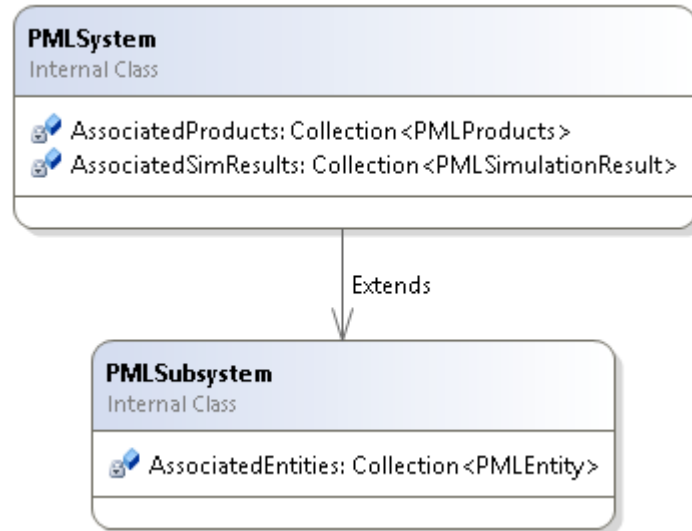 PMLSystem
Internal Class
AssociatedProducts: Collection<PMLProducts>
AssociatedSimResults: Collection<PMLSimulationResult>
Extends
PMLSubsystem
Internal Class
AssociatedEntities: Collection<PMLEntity>